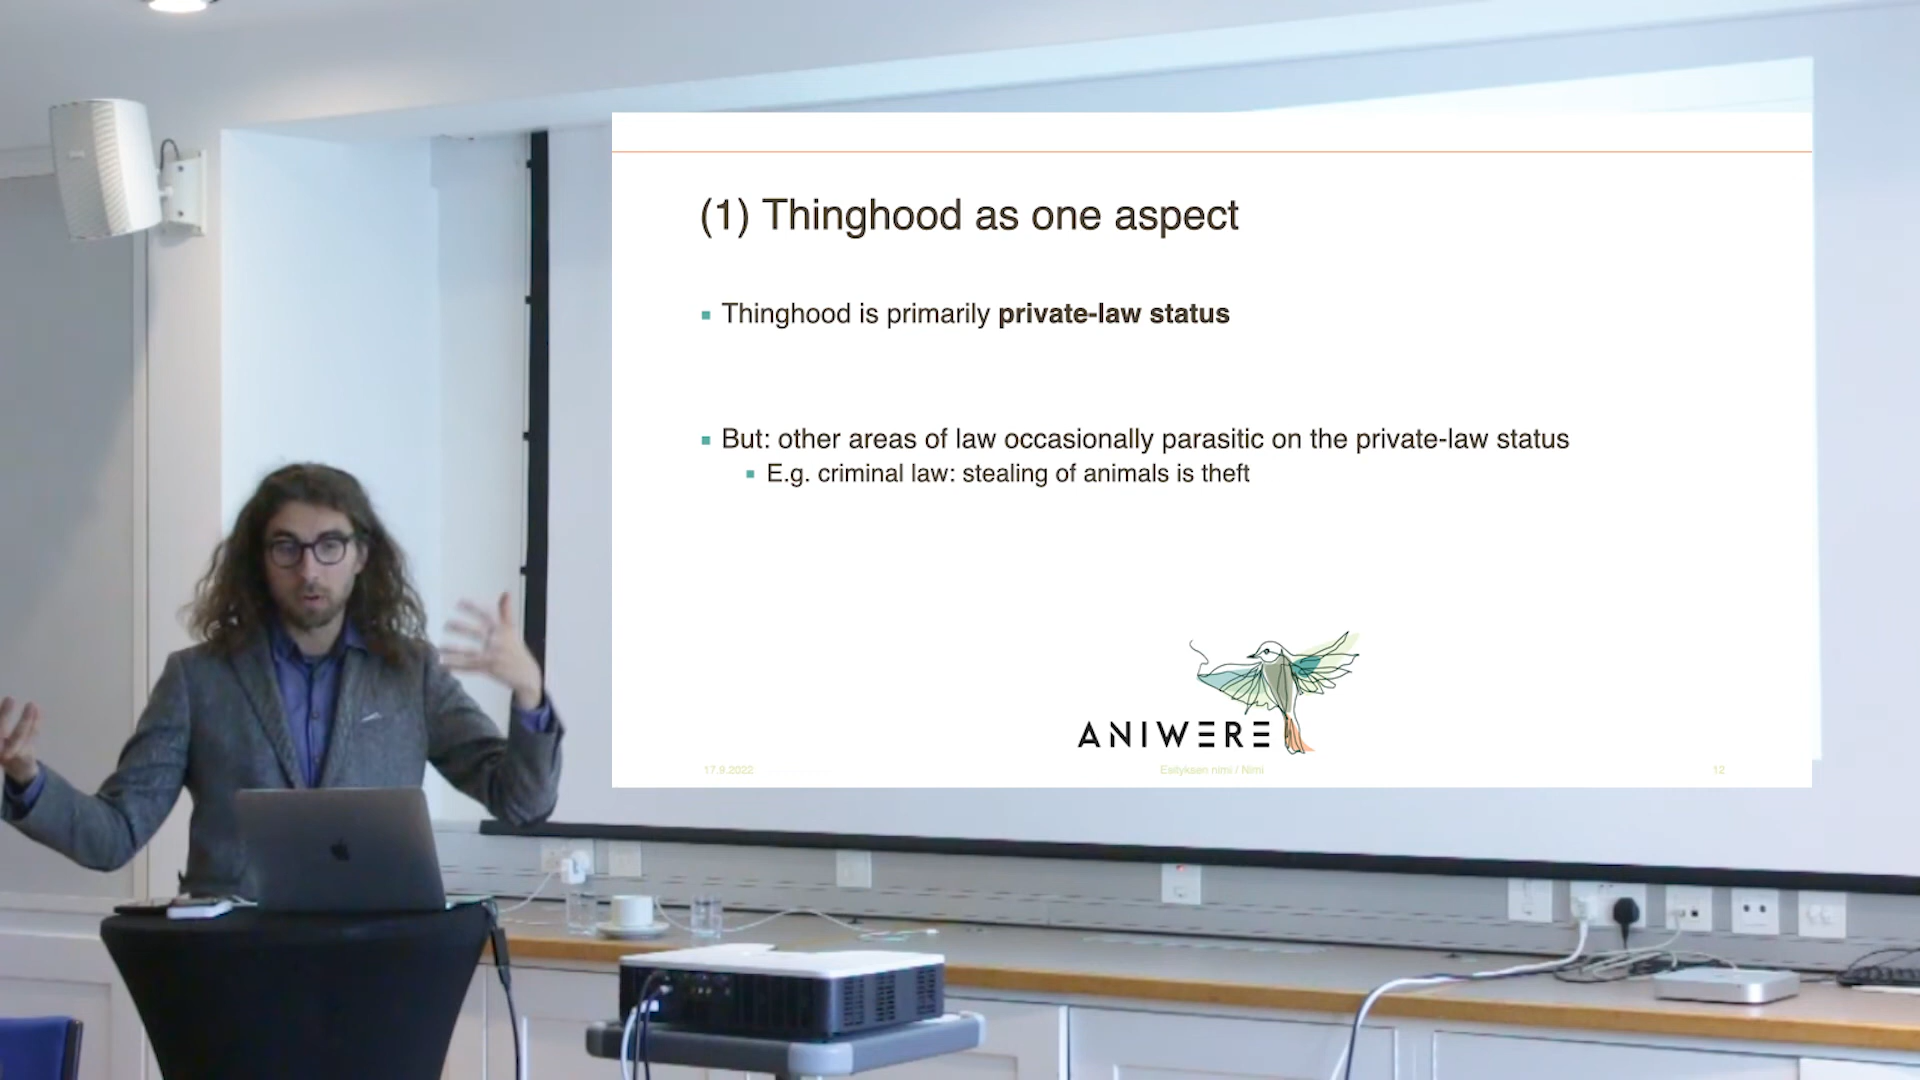 (1) Thinghood as one aspect
Thinghood is primarily private-law status
But: other areas of law occasionally parasitic on the private-law status
E.g. criminal law: stealing of animals is theft
ANIWERE
17.9.2022
Esityksen nimi / Nimi
12